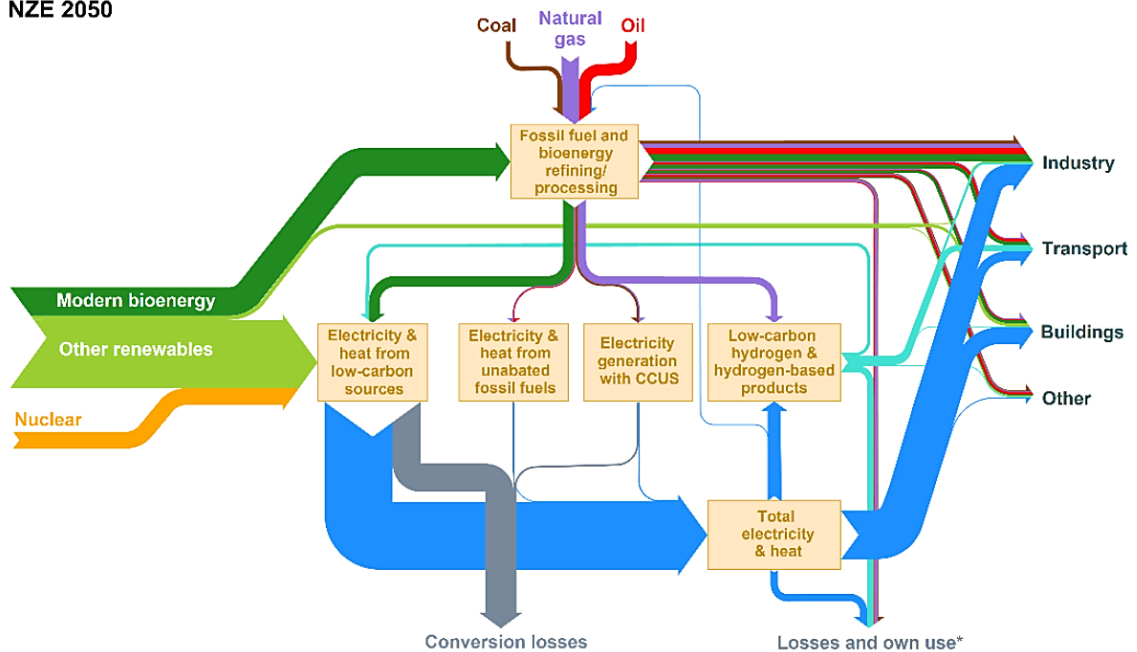 NZE 2050
Coal
Natural
gas
Oil
Fossil fuel and
bioenergy
refining/
processing
Industry
Transport
Modern bioenergy
Other renewables
Electricity &
heat from
low-carbon
sources
Electricity &
heat from
unabated
fossil fuels
Electricity
generation
with CCUS
Low-carbon
hydrogen &
hydrogen-based
products
Buildings
Other
Nuclear
Total
electricity
& heat
Conversion losses
Losses and own use*